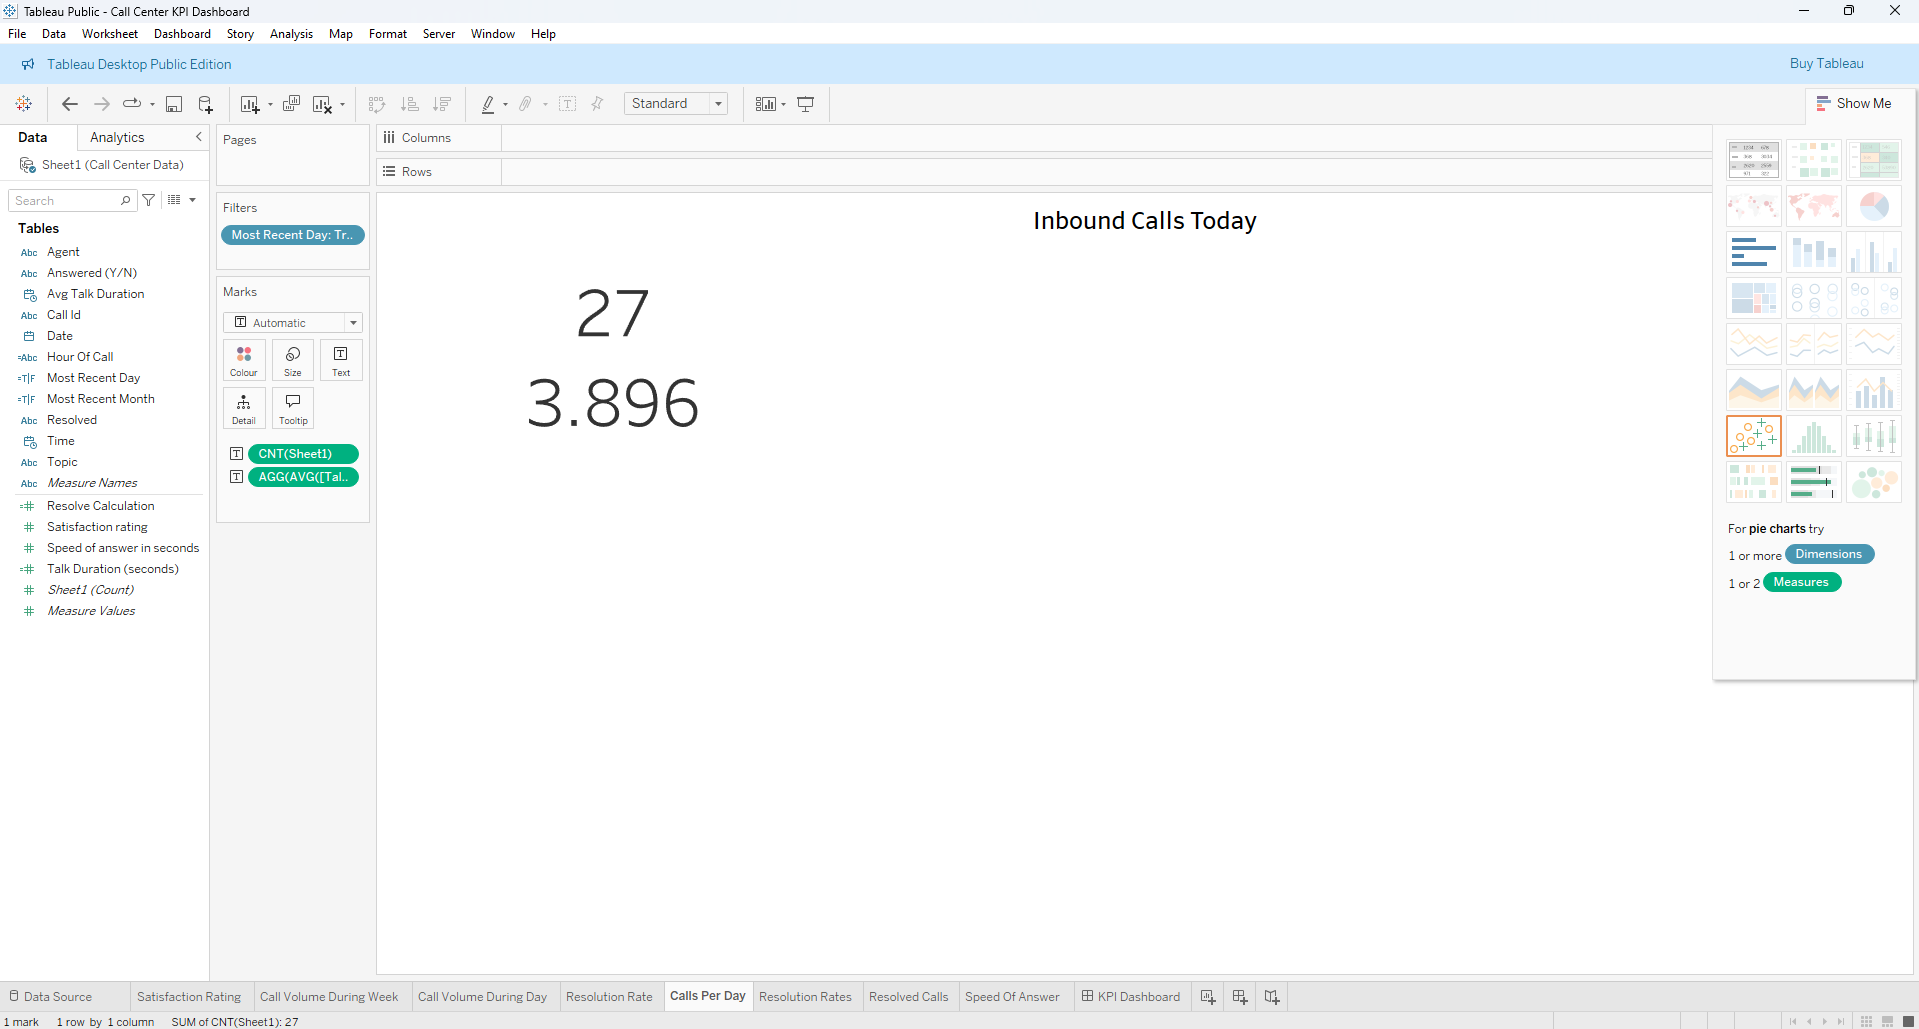 Tableau Public - Call Center KPI Dashboard
File Data Worksheet Dashboard Story Analysis Map Format Server Window Help
Tableau Desktop Public Edition
Buy Tableau
Standard
Show Me
Data
Analytics
Sheet1 (Call Center Data)
Search
Tables
Abc Agent
Abc Answered (Y/N)
Avg Talk Duration
Abc Call Id
Date
=Abc Hour Of Call
=T|F Most Recent Day
=T|F Most Recent Month
Abc Resolved
Time
Abc Topic
Abc Measure Names
=# Resolve Calculation
# Satisfaction rating
# Speed of answer in seconds
=# Talk Duration (seconds)
# Sheet1 (Count)
# Measure Values
Pages
Filters
Most Recent Day: Tr..
Marks
Automatic
Colour
Size
Text
Detail
Tooltip
CNT(Sheet1)
AGG(AVG([Tal..
Columns
Rows
Inbound Calls Today
27
3.896
For pie charts try
1 or more Dimensions
1 or 2 Measures
Data Source
Satisfaction Rating
Call Volume During Week
Call Volume During Day
Resolution Rate
Calls Per Day
Resolution Rates
Resolved Calls
Speed Of Answer
KPI Dashboard
1 mark 1 row by 1 column SUM of CNT(Sheet1): 27